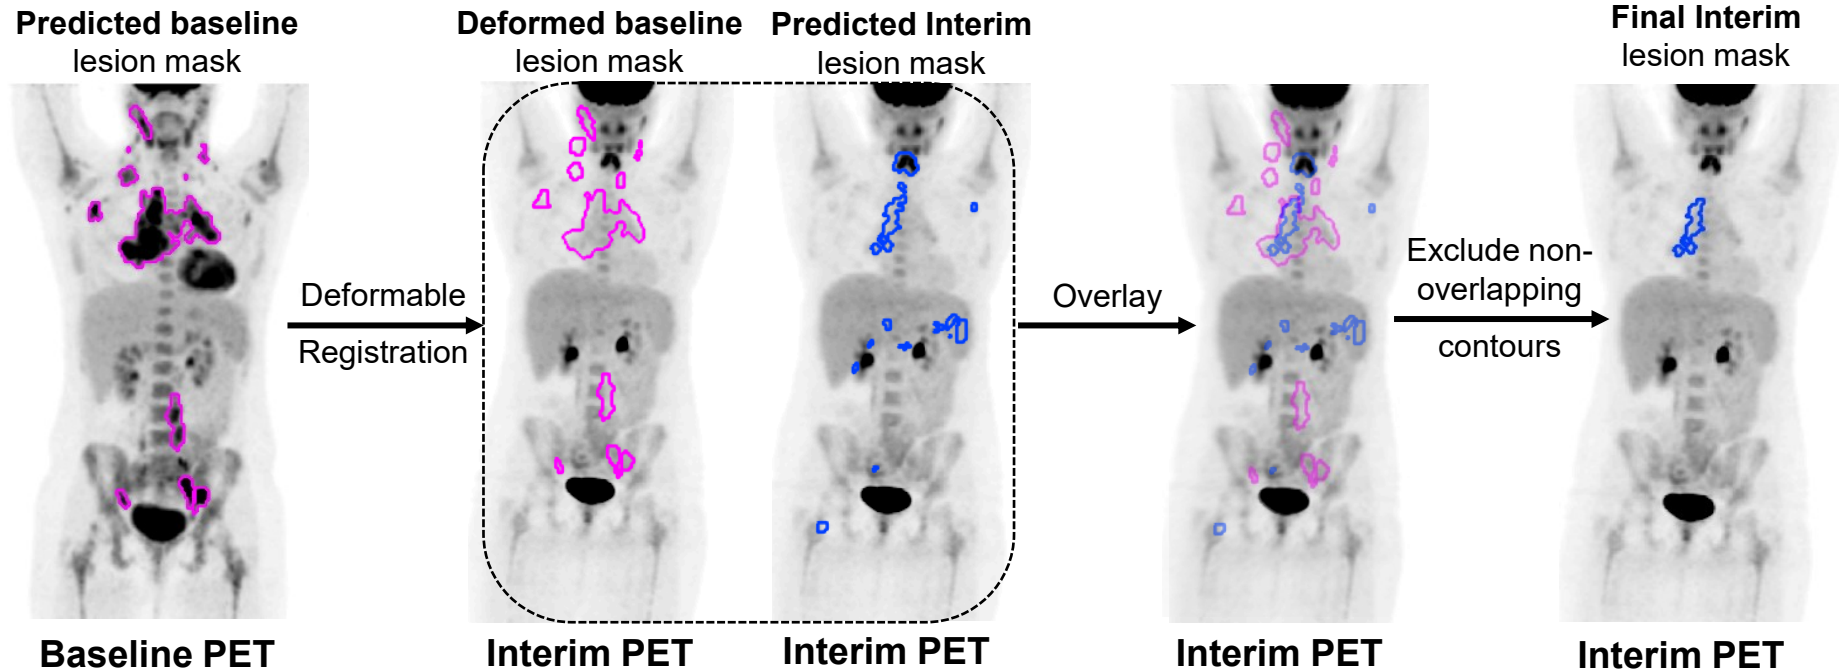 Predicted baseline
lesion mask
Deformed baseline
lesion mask
Predicted Interim
lesion mask
Final Interim
lesion mask
Deformable
Registration
Overlay
Exclude non-
overlapping
contours
Baseline PET
Interim PET
Interim PET
Interim PET
Interim PET